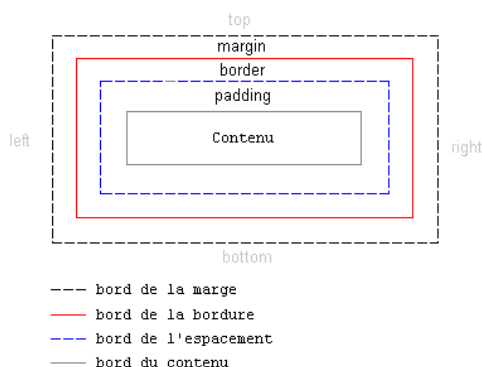 top
margin
border
padding
left
Contenu
right
bottom
bord de la marge
bord de la bordure
bord de l'espacement
bord du contenu